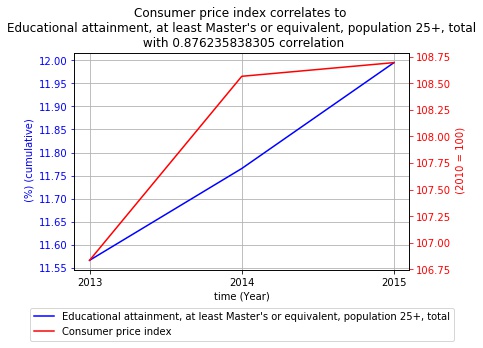 Consumer price index correlates to
Educational attainment, at least Master's or equivalent, population 25+, total
with 0.876235838305 correlation
12.00
11.95
11.90
11.85
11.80
11.75
11.70
11.65
11.60
11.55
(%) (cumulative)
108.75
108.50
108.25
108.00
107.75
107.50
107.25
107.00
106.75
(2010 = 100)
2013
2014
2015
time (Year)
Educational attainment, at least Master's or equivalent, population 25+, total
Consumer price index